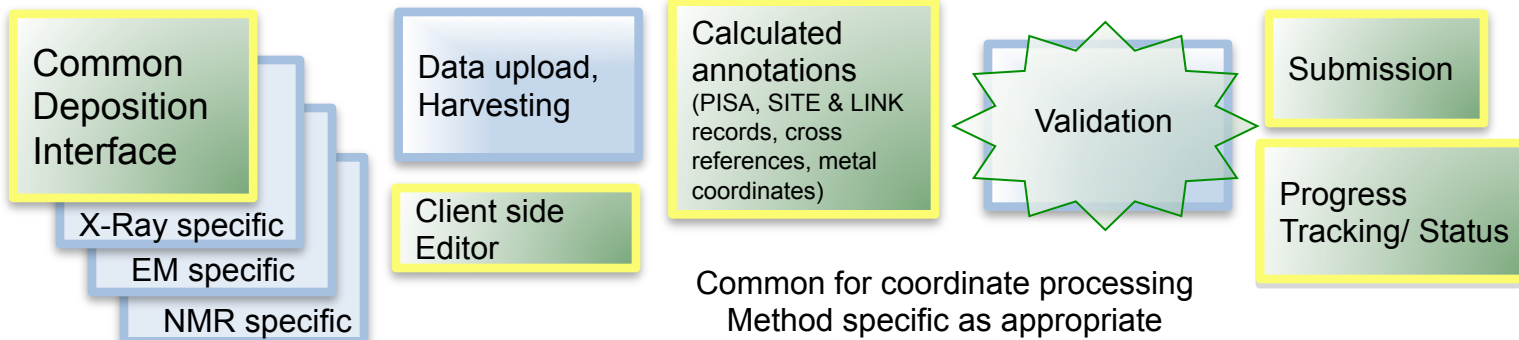 Common
Deposition
Interface
X-Ray specific
EM specific
NMR specific
Data upload,
Harvesting
Client side
Editor
Calculated
annotations
(PISA, SITE & LINK
records, cross
references, metal
coordinates)
Validation
Common for coordinate processing
Method specific as appropriate
Submission
Progress
Tracking/ Status